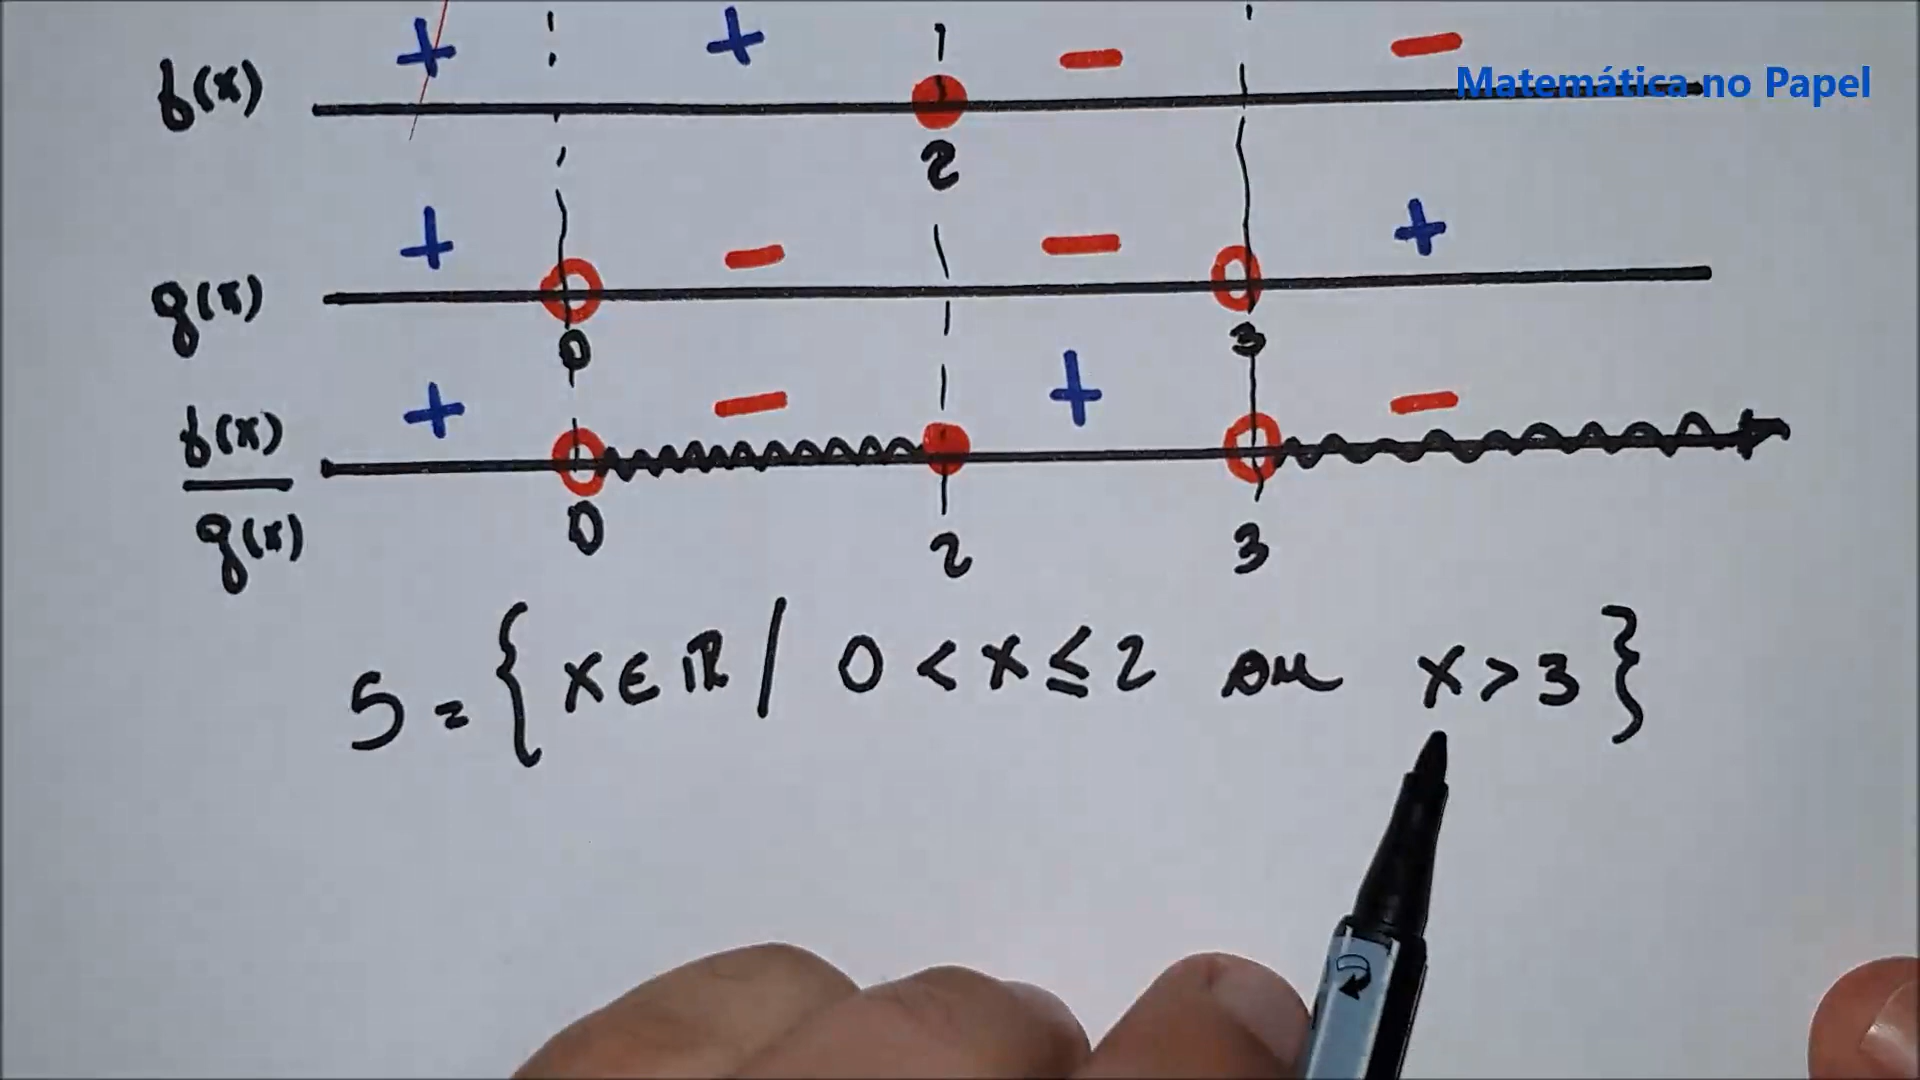 + + − −
f(x)
Matemática no Papel
2
+ − − +
g(x)
0 3
+ − + −
f(x)
g(x)
0 2 3
S = { x ∈ ℝ / 0 < x ≤ 2 ou x > 3 }